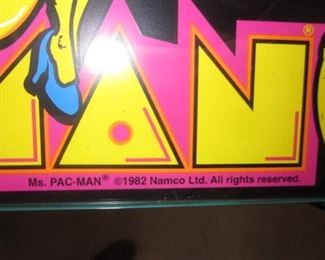 MAN®
Ms. PAC-MAN® ©1982 Namco Ltd. All rights reserved.